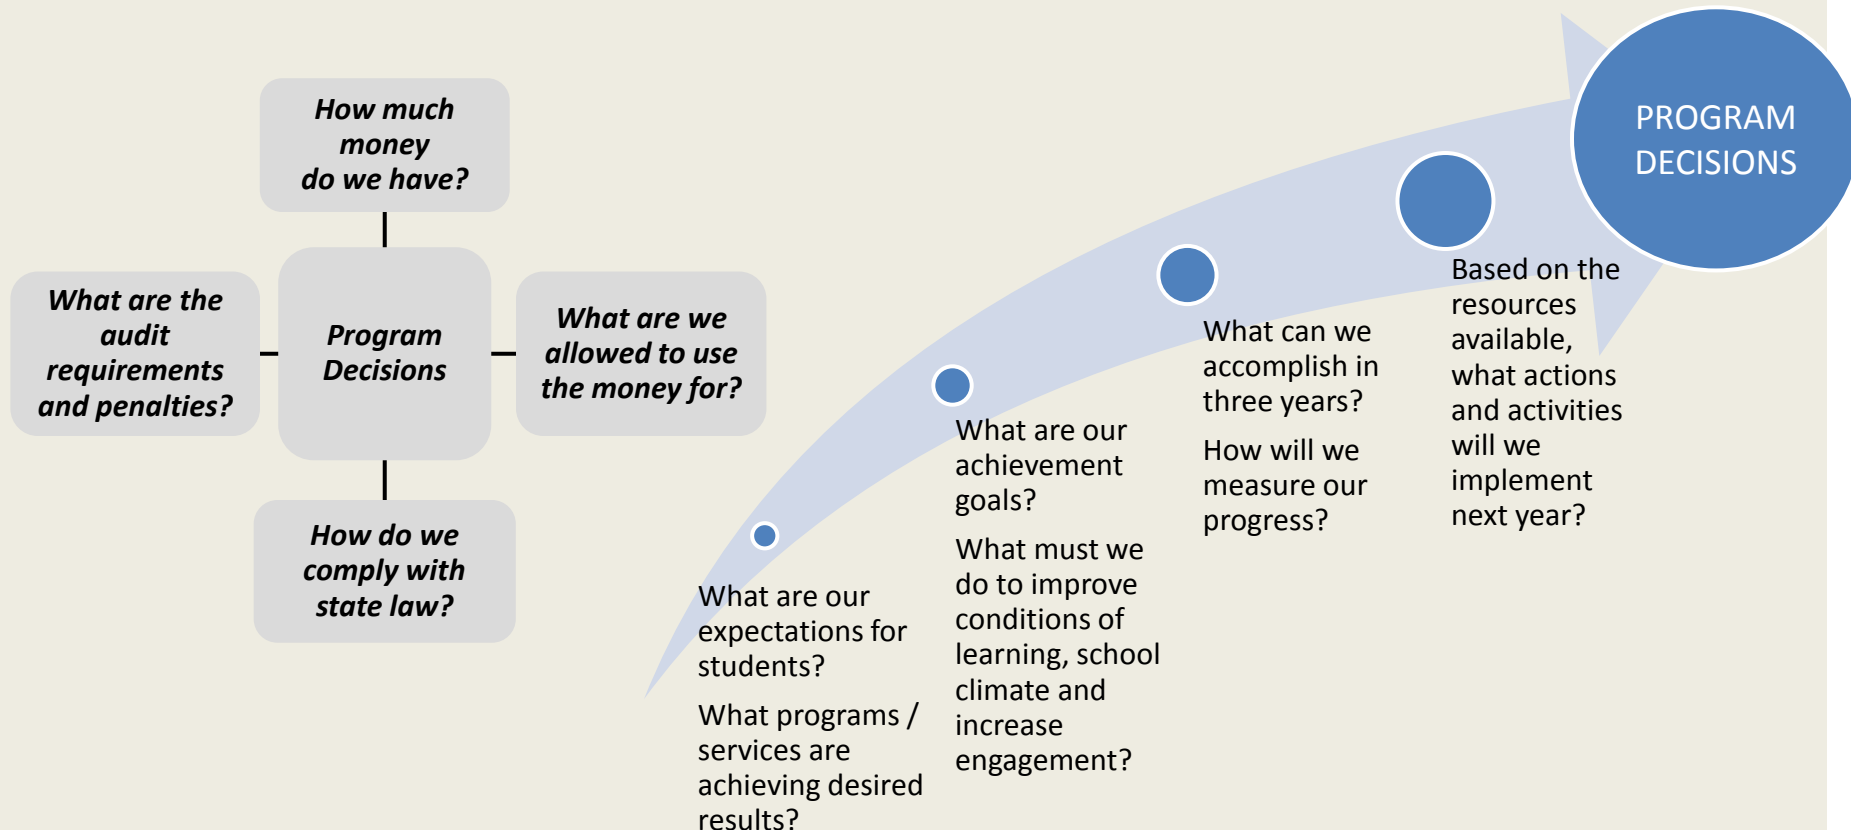 How much
money
do we have?
What are the
audit
requirements
and penalties?
Program
Decisions
What are we
allowed to use
the money for?
How do we
comply with
state law?
What are our
expectations for
students?
What programs /
services are
achieving desired
results?
What are our
achievement
goals?
What must we
do to improve
conditions of
learning, school
climate and
increase
engagement?
What can we
accomplish in
three years?
How will we
measure our
progress?
Based on the
resources
available,
what actions
and activities
will we
implement
next year?
PROGRAM
DECISIONS